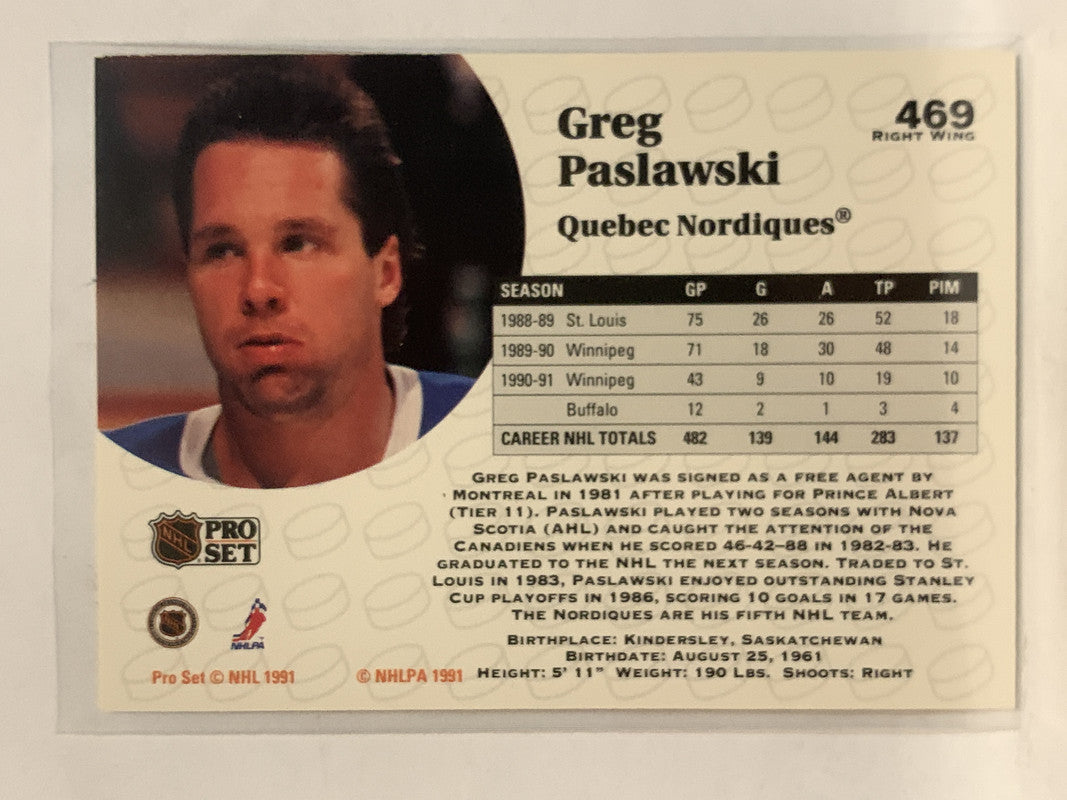 469
RIGHT WING
Greg
Paslawski
Quebec Nordiques®
SEASON GP G A TP PIM
1988-89 St. Louis 75 26 26 52 18
1989-90 Winnipeg 71 18 30 48 14
1990-91 Winnipeg 43 9 10 19 10
Buffalo 12 2 1 3 4
CAREER NHL TOTALS 482 139 144 283 137
GREG PASLAWSKI WAS SIGNED AS A FREE AGENT BY
MONTREAL IN 1981 AFTER PLAYING FOR PRINCE ALBERT
(TIER 11). PASLAWSKI PLAYED TWO SEASONS WITH NOVA
SCOTIA (AHL) AND CAUGHT THE ATTENTION OF THE
CANADIENS WHEN HE SCORED 46-42–88 IN 1982-83. HE
GRADUATED TO THE NHL THE NEXT SEASON. TRADED TO ST.
LOUIS IN 1983, PASLAWSKI ENJOYED OUTSTANDING STANLEY
CUP PLAYOFFS IN 1986, SCORING 10 GOALS IN 17 GAMES.
THE NORDIQUES ARE HIS FIFTH NHL TEAM.
BIRTHPLACE: KINDERSLEY, SASKATCHEWAN
BIRTHDATE: AUGUST 25, 1961
HEIGHT: 5' 11" WEIGHT: 190 LBS. SHOOTS: RIGHT
NHL PRO
SET
NHLPA
Pro Set © NHL 1991 © NHLPA 1991